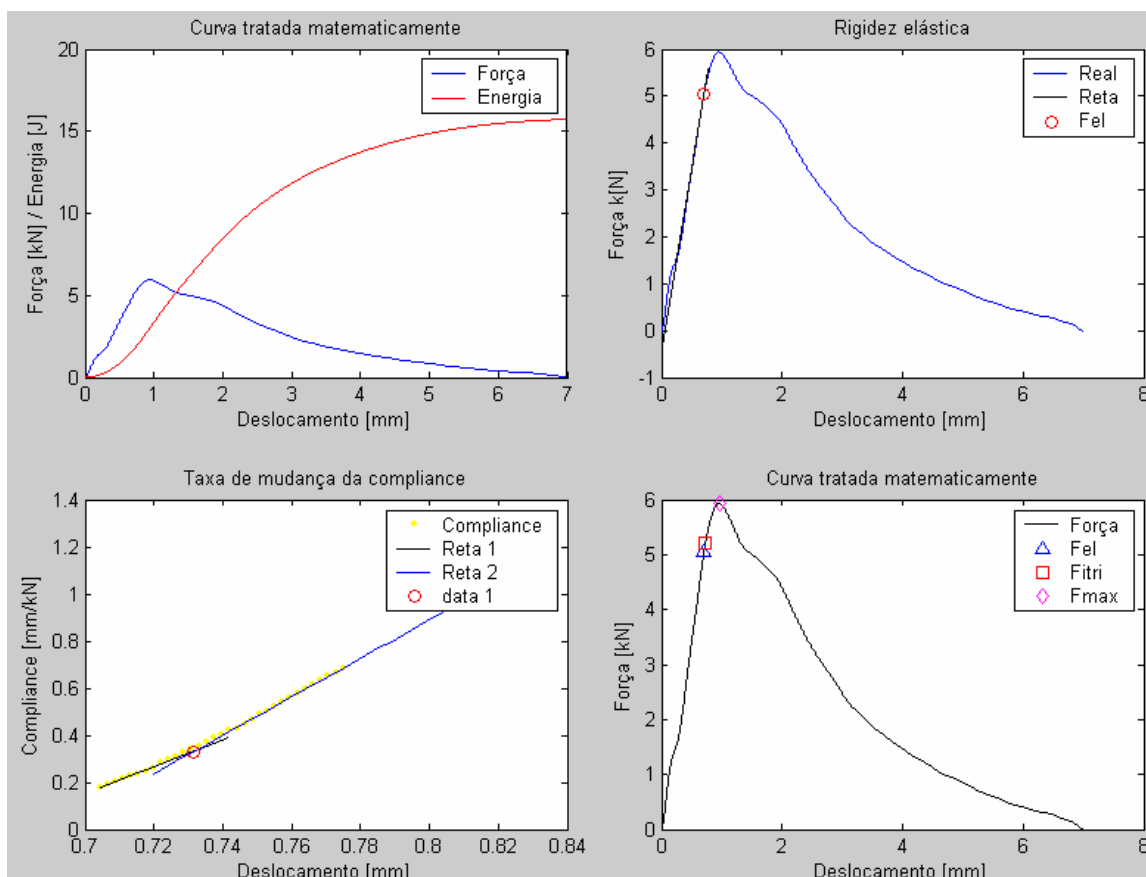 Curva tratada matematicamente
20
15
10
5
0
Força [kN] / Energia [J]
Força
Energia
0 1 2 3 4 5 6 7
Deslocamento [mm]
Rigidez elástica
6
5
4
3
2
1
0
-1
Força k[N]
Real
Reta
Fel
0 2 4 6 8
Deslocamento [mm]
Taxa de mudança da compliance
1.4
1.2
1
0.8
0.6
0.4
0.2
0
Compliance [mm/kN]
Compliance
Reta 1
Reta 2
data 1
0.7 0.72 0.74 0.76 0.78 0.8 0.82 0.84
Deslocamento [mm]
Curva tratada matematicamente
6
5
4
3
2
1
0
Força [kN]
Força
Fel
Fitri
Fmax
0 2 4 6 8
Deslocamento [mm]